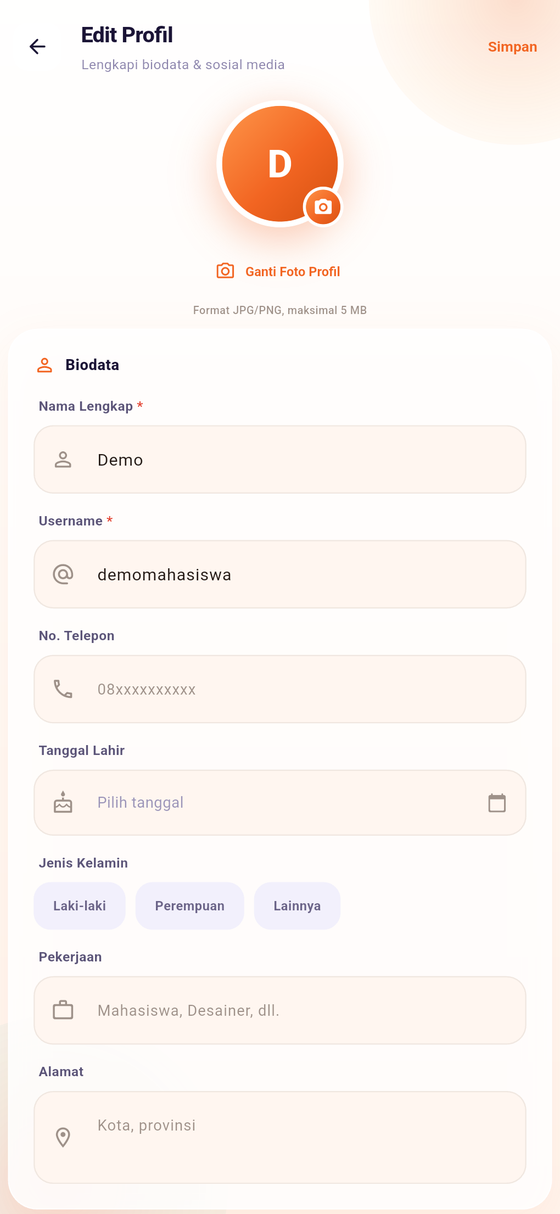 Edit Profil
Simpan
Lengkapi biodata & sosial media
D
Ganti Foto Profil
Format JPG/PNG, maksimal 5 MB
Biodata
Nama Lengkap *
Demo
Username *
demomahasiswa
No. Telepon
08xxxxxxxxxx
Tanggal Lahir
Pilih tanggal
Jenis Kelamin
Laki-laki Perempuan Lainnya
Pekerjaan
Mahasiswa, Desainer, dll.
Alamat
Kota, provinsi